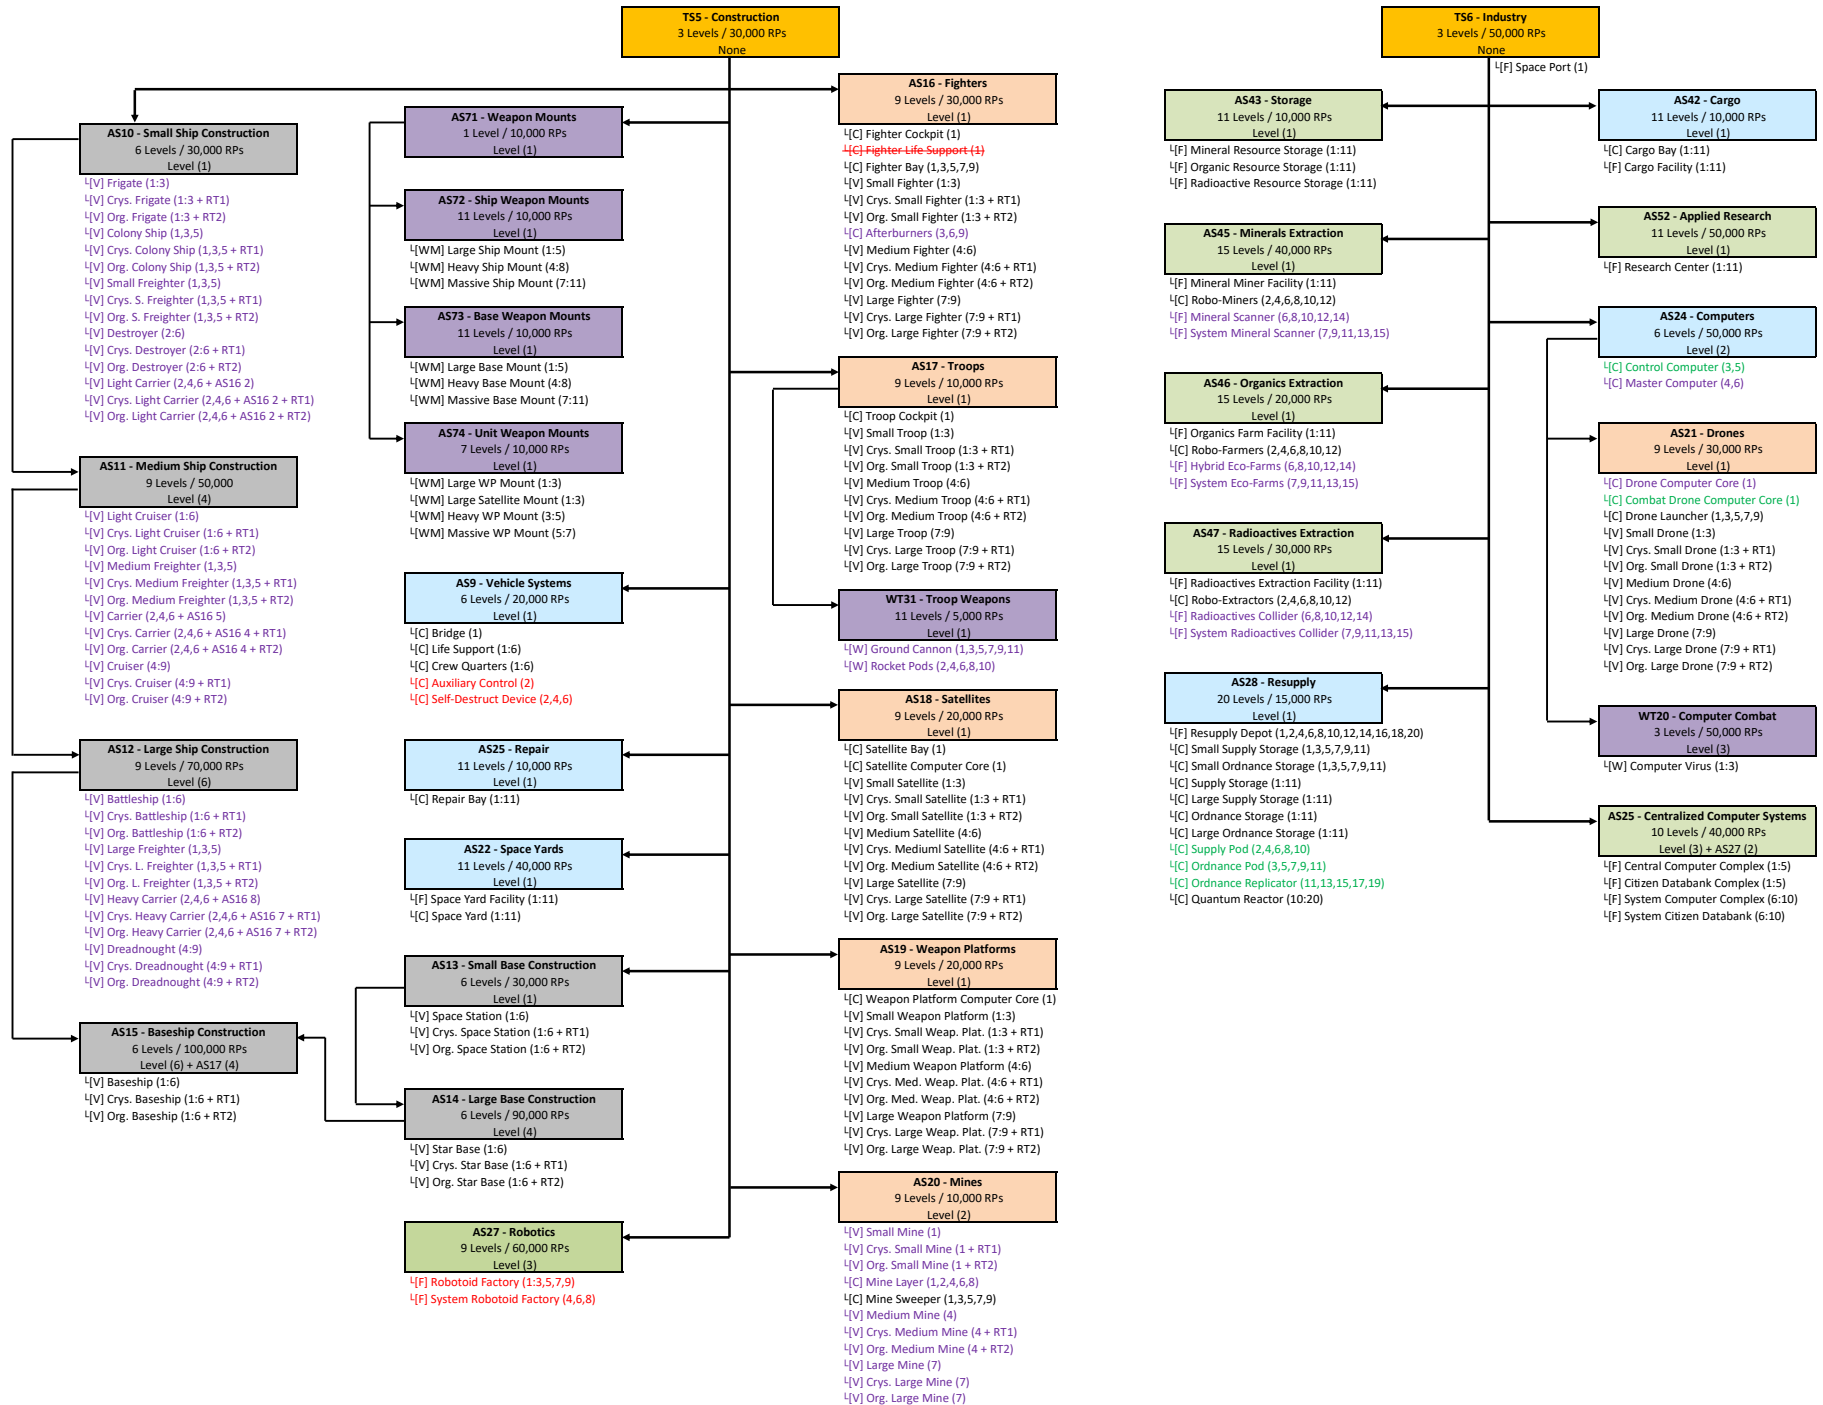 TS5 - Construction
3 Levels / 30,000 RPs
None
AS10 - Small Ship Construction
6 Levels / 30,000 RPs
Level (1)
└[V] Frigate (1:3)
└[V] Crys. Frigate (1:3 + RT1)
└[V] Org. Frigate (1:3 + RT2)
└[V] Colony Ship (1,3,5)
└[V] Crys. Colony Ship (1,3,5 + RT1)
└[V] Org. Colony Ship (1,3,5 + RT2)
└[V] Small Freighter (1,3,5)
└[V] Crys. S. Freighter (1,3,5 + RT1)
└[V] Org. S. Freighter (1,3,5 + RT2)
└[V] Destroyer (2:6)
└[V] Crys. Destroyer (2:6 + RT1)
└[V] Org. Destroyer (2:6 + RT2)
└[V] Light Carrier (2,4,6 + AS16 2)
└[V] Crys. Light Carrier (2,4,6 + AS16 2 + RT1)
└[V] Org. Light Carrier (2,4,6 + AS16 2 + RT2)
AS11 - Medium Ship Construction
9 Levels / 50,000
Level (4)
└[V] Light Cruiser (1:6)
└[V] Crys. Light Cruiser (1:6 + RT1)
└[V] Org. Light Cruiser (1:6 + RT2)
└[V] Medium Freighter (1,3,5)
└[V] Crys. Medium Freighter (1,3,5 + RT1)
└[V] Org. Medium Freighter (1,3,5 + RT2)
└[V] Carrier (2,4,6 + AS16 5)
└[V] Crys. Carrier (2,4,6 + AS16 4 + RT1)
└[V] Org. Carrier (2,4,6 + AS16 4 + RT2)
└[V] Cruiser (4:9)
└[V] Crys. Cruiser (4:9 + RT1)
└[V] Org. Cruiser (4:9 + RT2)
AS12 - Large Ship Construction
9 Levels / 70,000 RPs
Level (6)
└[V] Battleship (1:6)
└[V] Crys. Battleship (1:6 + RT1)
└[V] Org. Battleship (1:6 + RT2)
└[V] Large Freighter (1,3,5)
└[V] Crys. L. Freighter (1,3,5 + RT1)
└[V] Org. L. Freighter (1,3,5 + RT2)
└[V] Heavy Carrier (2,4,6 + AS16 8)
└[V] Crys. Heavy Carrier (2,4,6 + AS16 7 + RT1)
└[V] Org. Heavy Carrier (2,4,6 + AS16 7 + RT2)
└[V] Dreadnought (4:9)
└[V] Crys. Dreadnought (4:9 + RT1)
└[V] Org. Dreadnought (4:9 + RT2)
AS15 - Baseship Construction
6 Levels / 100,000 RPs
Level (6) + AS17 (4)
└[V] Baseship (1:6)
└[V] Crys. Baseship (1:6 + RT1)
└[V] Org. Baseship (1:6 + RT2)
AS71 - Weapon Mounts
1 Level / 10,000 RPs
Level (1)
AS72 - Ship Weapon Mounts
11 Levels / 10,000 RPs
Level (1)
└[WM] Large Ship Mount (1:5)
└[WM] Heavy Ship Mount (4:8)
└[WM] Massive Ship Mount (7:11)
AS73 - Base Weapon Mounts
11 Levels / 10,000 RPs
Level (1)
└[WM] Large Base Mount (1:5)
└[WM] Heavy Base Mount (4:8)
└[WM] Massive Base Mount (7:11)
AS74 - Unit Weapon Mounts
7 Levels / 10,000 RPs
Level (1)
└[WM] Large WP Mount (1:3)
└[WM] Large Satellite Mount (1:3)
└[WM] Heavy WP Mount (3:5)
└[WM] Massive WP Mount (5:7)
AS9 - Vehicle Systems
6 Levels / 20,000 RPs
Level (1)
└[C] Bridge (1)
└[C] Life Support (1:6)
└[C] Crew Quarters (1:6)
└[C] Auxiliary Control (2)
└[C] Self-Destruct Device (2,4,6)
AS25 - Repair
11 Levels / 10,000 RPs
Level (1)
└[C] Repair Bay (1:11)
AS22 - Space Yards
11 Levels / 40,000 RPs
Level (1)
└[F] Space Yard Facility (1:11)
└[C] Space Yard (1:11)
AS13 - Small Base Construction
6 Levels / 30,000 RPs
Level (1)
└[V] Space Station (1:6)
└[V] Crys. Space Station (1:6 + RT1)
└[V] Org. Space Station (1:6 + RT2)
AS14 - Large Base Construction
6 Levels / 90,000 RPs
Level (4)
└[V] Star Base (1:6)
└[V] Crys. Star Base (1:6 + RT1)
└[V] Org. Star Base (1:6 + RT2)
AS27 - Robotics
9 Levels / 60,000 RPs
Level (3)
└[F] Robotoid Factory (1:3,5,7,9)
└[F] System Robotoid Factory (4,6,8)
AS16 - Fighters
9 Levels / 30,000 RPs
Level (1)
└[C] Fighter Cockpit (1)
└[C] Fighter Life Support (1)
└[C] Fighter Bay (1,3,5,7,9)
└[V] Small Fighter (1:3)
└[V] Crys. Small Fighter (1:3 + RT1)
└[V] Org. Small Fighter (1:3 + RT2)
└[C] Afterburners (3,6,9)
└[V] Medium Fighter (4:6)
└[V] Crys. Medium Fighter (4:6 + RT1)
└[V] Org. Medium Fighter (4:6 + RT2)
└[V] Large Fighter (7:9)
└[V] Crys. Large Fighter (7:9 + RT1)
└[V] Org. Large Fighter (7:9 + RT2)
AS17 - Troops
9 Levels / 10,000 RPs
Level (1)
└[C] Troop Cockpit (1)
└[V] Small Troop (1:3)
└[V] Crys. Small Troop (1:3 + RT1)
└[V] Org. Small Troop (1:3 + RT2)
└[V] Medium Troop (4:6)
└[V] Crys. Medium Troop (4:6 + RT1)
└[V] Org. Medium Troop (4:6 + RT2)
└[V] Large Troop (7:9)
└[V] Crys. Large Troop (7:9 + RT1)
└[V] Org. Large Troop (7:9 + RT2)
WT31 - Troop Weapons
11 Levels / 5,000 RPs
Level (1)
└[W] Ground Cannon (1,3,5,7,9,11)
└[W] Rocket Pods (2,4,6,8,10)
AS18 - Satellites
9 Levels / 20,000 RPs
Level (1)
└[C] Satellite Bay (1)
└[C] Satellite Computer Core (1)
└[V] Small Satellite (1:3)
└[V] Crys. Small Satellite (1:3 + RT1)
└[V] Org. Small Satellite (1:3 + RT2)
└[V] Medium Satellite (4:6)
└[V] Crys. Mediuml Satellite (4:6 + RT1)
└[V] Org. Medium Satellite (4:6 + RT2)
└[V] Large Satellite (7:9)
└[V] Crys. Large Satellite (7:9 + RT1)
└[V] Org. Large Satellite (7:9 + RT2)
AS19 - Weapon Platforms
9 Levels / 20,000 RPs
Level (1)
└[C] Weapon Platform Computer Core (1)
└[V] Small Weapon Platform (1:3)
└[V] Crys. Small Weap. Plat. (1:3 + RT1)
└[V] Org. Small Weap. Plat. (1:3 + RT2)
└[V] Medium Weapon Platform (4:6)
└[V] Crys. Med. Weap. Plat. (4:6 + RT1)
└[V] Org. Med. Weap. Plat. (4:6 + RT2)
└[V] Large Weapon Platform (7:9)
└[V] Crys. Large Weap. Plat. (7:9 + RT1)
└[V] Org. Large Weap. Plat. (7:9 + RT2)
AS20 - Mines
9 Levels / 10,000 RPs
Level (2)
└[V] Small Mine (1)
└[V] Crys. Small Mine (1 + RT1)
└[V] Org. Small Mine (1 + RT2)
└[C] Mine Layer (1,2,4,6,8)
└[C] Mine Sweeper (1,3,5,7,9)
└[V] Medium Mine (4)
└[V] Crys. Medium Mine (4 + RT1)
└[V] Org. Medium Mine (4 + RT2)
└[V] Large Mine (7)
└[V] Crys. Large Mine (7)
└[V] Org. Large Mine (7)
TS6 - Industry
3 Levels / 50,000 RPs
None
└[F] Space Port (1)
AS43 - Storage
11 Levels / 10,000 RPs
Level (1)
└[F] Mineral Resource Storage (1:11)
└[F] Organic Resource Storage (1:11)
└[F] Radioactive Resource Storage (1:11)
AS45 - Minerals Extraction
15 Levels / 40,000 RPs
Level (1)
└[F] Mineral Miner Facility (1:11)
└[C] Robo-Miners (2,4,6,8,10,12)
└[F] Mineral Scanner (6,8,10,12,14)
└[F] System Mineral Scanner (7,9,11,13,15)
AS46 - Organics Extraction
15 Levels / 20,000 RPs
Level (1)
└[F] Organics Farm Facility (1:11)
└[C] Robo-Farmers (2,4,6,8,10,12)
└[F] Hybrid Eco-Farms (6,8,10,12,14)
└[F] System Eco-Farms (7,9,11,13,15)
AS47 - Radioactives Extraction
15 Levels / 30,000 RPs
Level (1)
└[F] Radioactives Extraction Facility (1:11)
└[C] Robo-Extractors (2,4,6,8,10,12)
└[F] Radioactives Collider (6,8,10,12,14)
└[F] System Radioactives Collider (7,9,11,13,15)
AS28 - Resupply
20 Levels / 15,000 RPs
Level (1)
└[F] Resupply Depot (1,2,4,6,8,10,12,14,16,18,20)
└[C] Small Supply Storage (1,3,5,7,9,11)
└[C] Small Ordnance Storage (1,3,5,7,9,11)
└[C] Supply Storage (1:11)
└[C] Large Supply Storage (1:11)
└[C] Ordnance Storage (1:11)
└[C] Large Ordnance Storage (1:11)
└[C] Supply Pod (2,4,6,8,10)
└[C] Ordnance Pod (3,5,7,9,11)
└[C] Ordnance Replicator (11,13,15,17,19)
└[C] Quantum Reactor (10:20)
AS42 - Cargo
11 Levels / 10,000 RPs
Level (1)
└[C] Cargo Bay (1:11)
└[F] Cargo Facility (1:11)
AS52 - Applied Research
11 Levels / 50,000 RPs
Level (1)
└[F] Research Center (1:11)
AS24 - Computers
6 Levels / 50,000 RPs
Level (2)
└[C] Control Computer (3,5)
└[C] Master Computer (4,6)
AS21 - Drones
9 Levels / 30,000 RPs
Level (1)
└[C] Drone Computer Core (1)
└[C] Combat Drone Computer Core (1)
└[C] Drone Launcher (1,3,5,7,9)
└[V] Small Drone (1:3)
└[V] Crys. Small Drone (1:3 + RT1)
└[V] Org. Small Drone (1:3 + RT2)
└[V] Medium Drone (4:6)
└[V] Crys. Medium Drone (4:6 + RT1)
└[V] Org. Medium Drone (4:6 + RT2)
└[V] Large Drone (7:9)
└[V] Crys. Large Drone (7:9 + RT1)
└[V] Org. Large Drone (7:9 + RT2)
WT20 - Computer Combat
3 Levels / 50,000 RPs
Level (3)
└[W] Computer Virus (1:3)
AS25 - Centralized Computer Systems
10 Levels / 40,000 RPs
Level (3) + AS27 (2)
└[F] Central Computer Complex (1:5)
└[F] Citizen Databank Complex (1:5)
└[F] System Computer Complex (6:10)
└[F] System Citizen Databank (6:10)